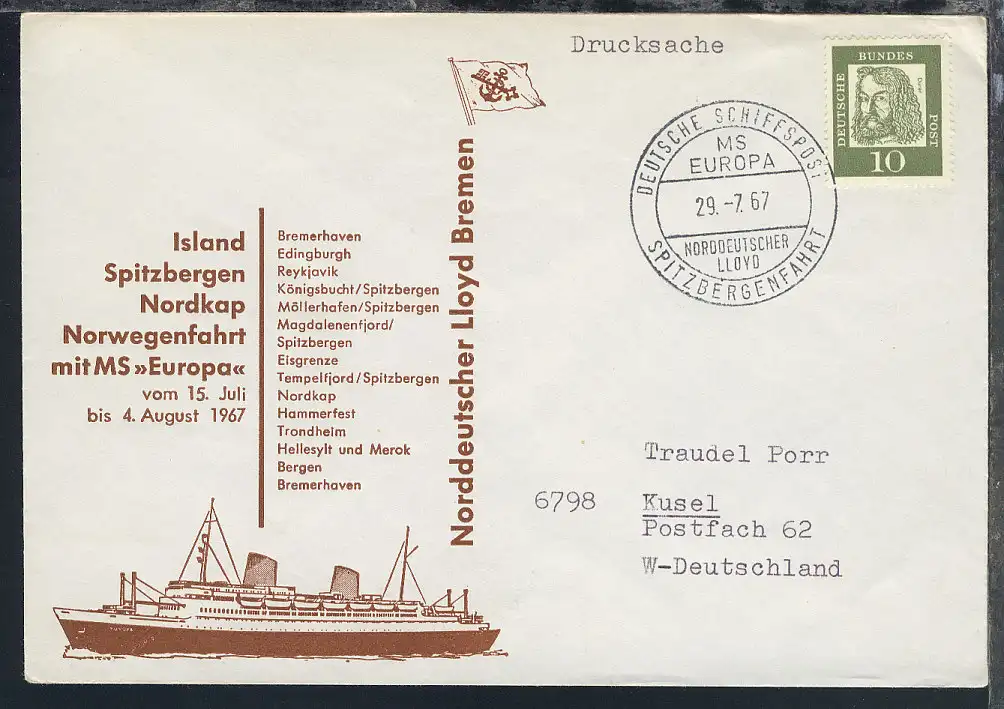 Drucksache
DEUTSCHE BUNDES POST
Dürer
10
DEUTSCHE SCHIFFSPOST
MS
EUROPA
29. -7. 67
NORDDEUTSCHER
LLOYD
SPITZBERGENFAHRT
Norddeutscher Lloyd Bremen
Island
Spitzbergen
Nordkap
Norwegenfahrt
mit MS »Europa«
vom 15. Juli
bis 4. August 1967
Bremerhaven
Edingburgh
Reykjavik
Königsbucht/Spitzbergen
Möllerhafen/Spitzbergen
Magdalenenfjord/
Spitzbergen
Eisgrenze
Tempelfjord/Spitzbergen
Nordkap
Hammerfest
Trondheim
Hellesylt und Merok
Bergen
Bremerhaven
Traudel Porr
6798 Kusel
Postfach 62
W-Deutschland
EUROPA